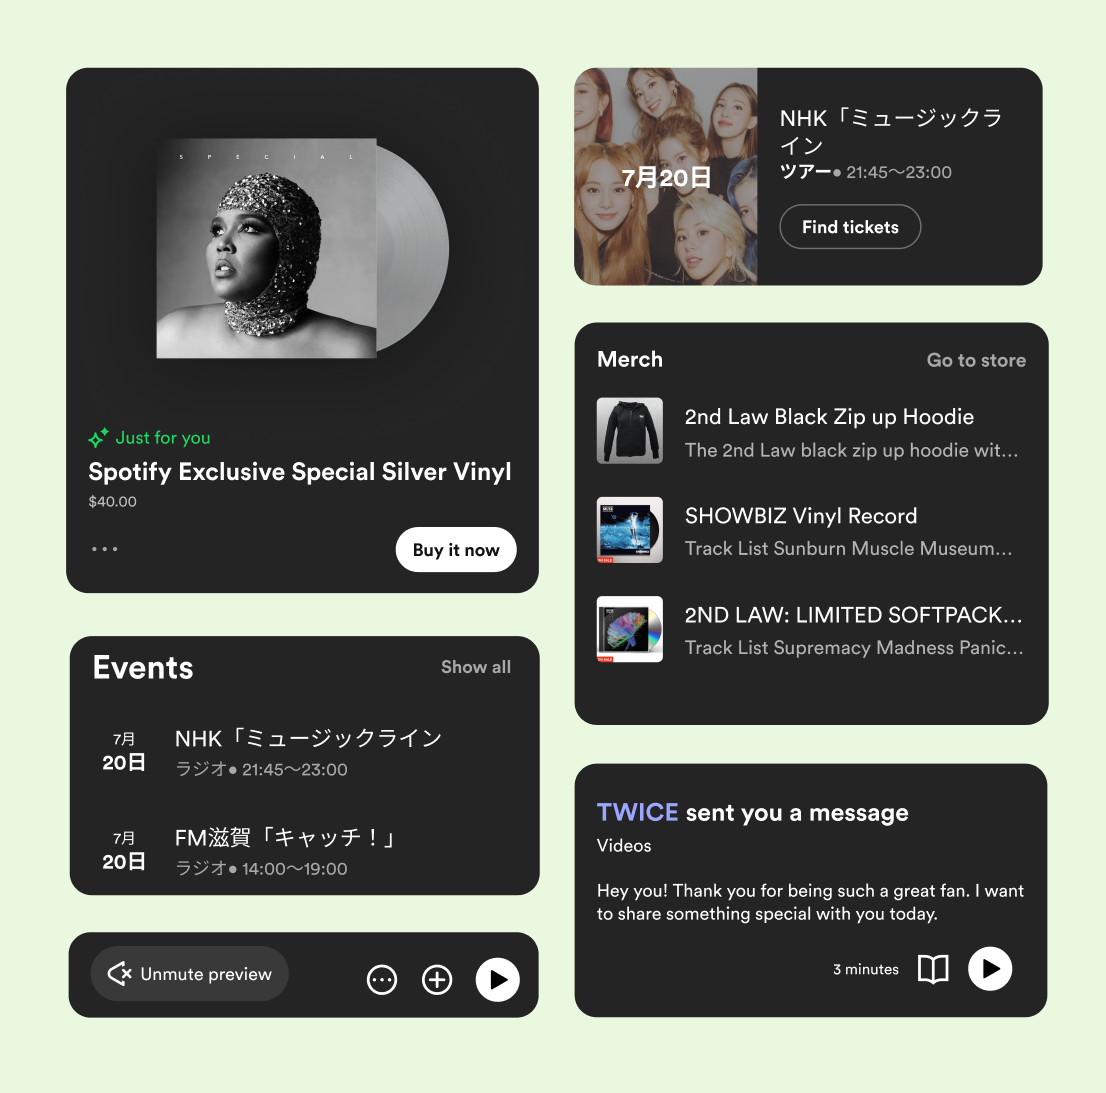 S P E C I A L
Just for you
Spotify Exclusive Special Silver Vinyl
$40.00
Buy it now
7月20日
NHK「ミュージックラ
イン
ツアー● 21:45〜23:00
Find tickets
Merch
Go to store
2nd Law Black Zip up Hoodie
The 2nd Law black zip up hoodie wit...
SHOWBIZ Vinyl Record
Track List Sunburn Muscle Museum...
2ND LAW: LIMITED SOFTPACK...
Track List Supremacy Madness Panic...
Events
Show all
7月
20日
NHK「ミュージックライン
ラジオ● 21:45〜23:00
7月
20日
FM滋賀「キャッチ！」
ラジオ● 14:00〜19:00
Unmute preview
TWICE sent you a message
Videos
Hey you! Thank you for being such a great fan. I want
to share something special with you today.
3 minutes